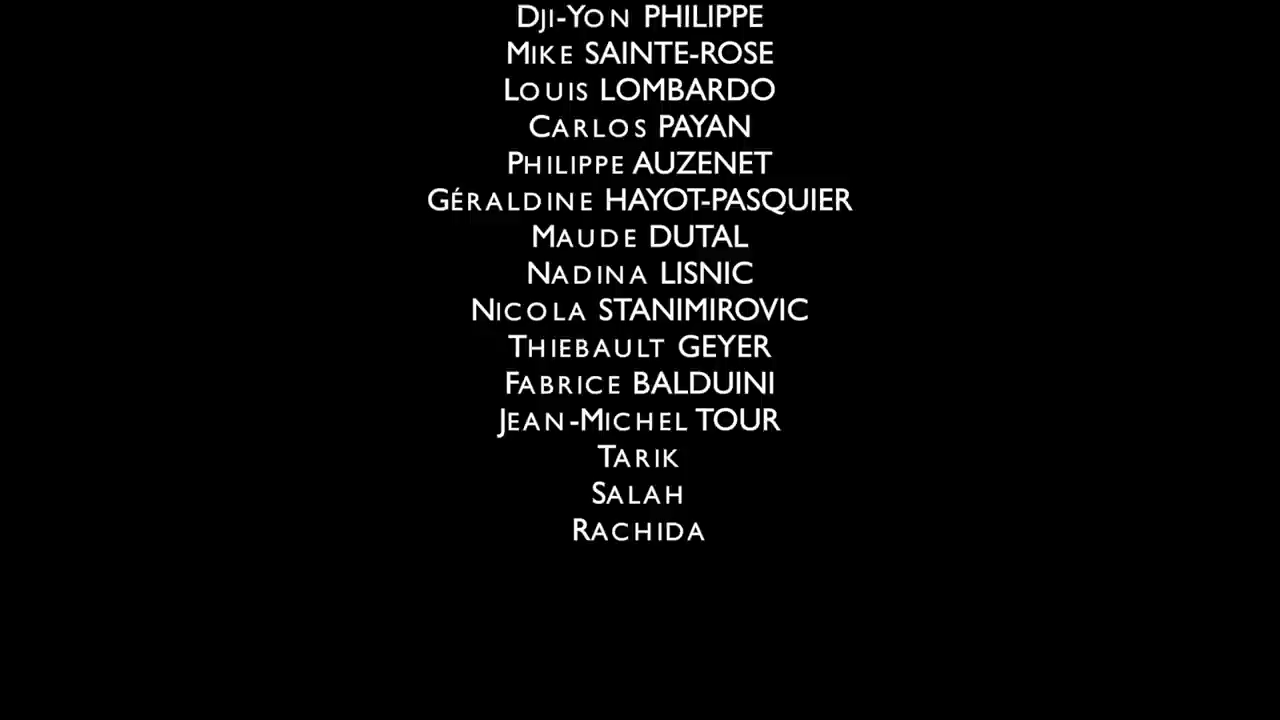 Dji-Yon PHILIPPE
Mike SAINTE-ROSE
Louis LOMBARDO
Carlos PAYAN
Philippe AUZENET
Géraldine HAYOT-PASQUIER
Maude DUTAL
Nadina LISNIC
Nicola STANIMIROVIC
Thiebault GEYER
Fabrice BALDUINI
Jean-Michel TOUR
Tarik
Salah
Rachida